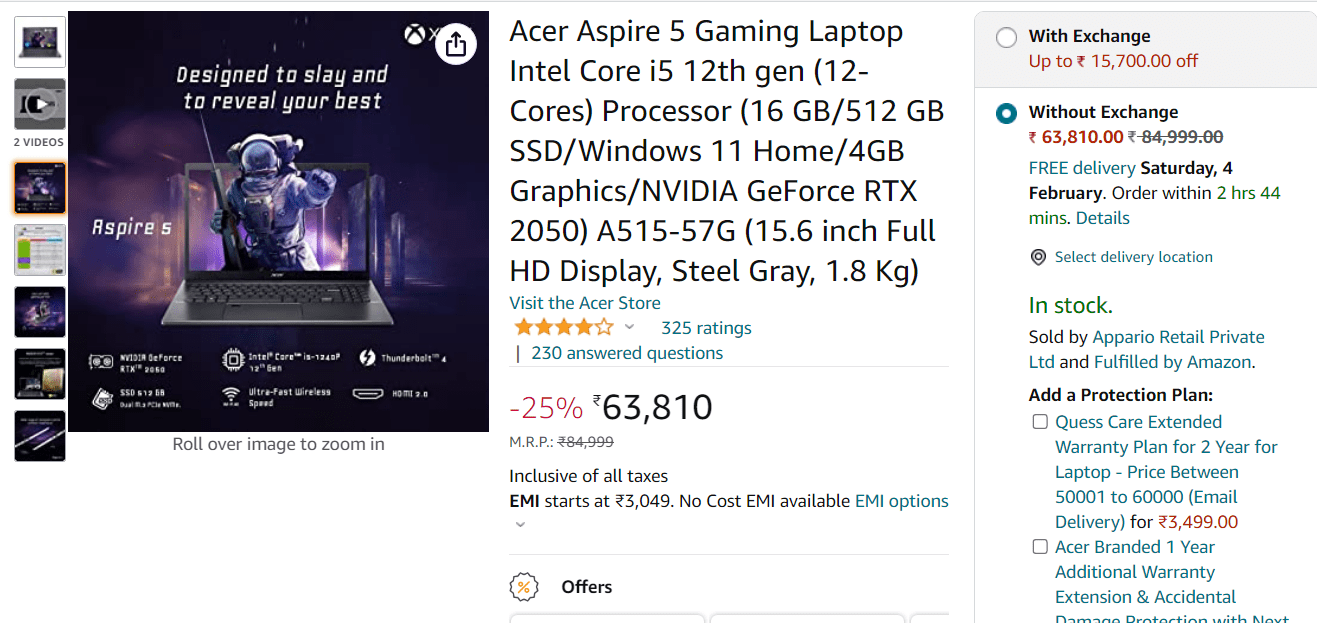 2 VIDEOS
Designed to slay and
to reveal your best
Aspire 5
NVIDIA GeForce
RTX™ 2050
Intel® Core™ i5-1240P
12th Gen
Thunderbolt™ 4
SSD 512 GB
Dual M.2 PCIe NVMe.
Ultra-Fast Wireless
Speed
HDMI 2.0
Roll over image to zoom in
Acer Aspire 5 Gaming Laptop
Intel Core i5 12th gen (12-
Cores) Processor (16 GB/512 GB
SSD/Windows 11 Home/4GB
Graphics/NVIDIA GeForce RTX
2050) A515-57G (15.6 inch Full
HD Display, Steel Gray, 1.8 Kg)
Visit the Acer Store
325 ratings
| 230 answered questions
-25% ₹63,810
M.R.P.: ₹84,999
Inclusive of all taxes
EMI starts at ₹3,049. No Cost EMI available EMI options
% Offers
With Exchange
Up to ₹ 15,700.00 off
Without Exchange
₹ 63,810.00 ₹ 84,999.00
FREE delivery Saturday, 4
February. Order within 2 hrs 44
mins. Details
Select delivery location
In stock.
Sold by Appario Retail Private
Ltd and Fulfilled by Amazon.
Add a Protection Plan:
Quess Care Extended
Warranty Plan for 2 Year for
Laptop - Price Between
50001 to 60000 (Email
Delivery) for ₹3,499.00
Acer Branded 1 Year
Additional Warranty
Extension & Accidental
Damage Protection with Next